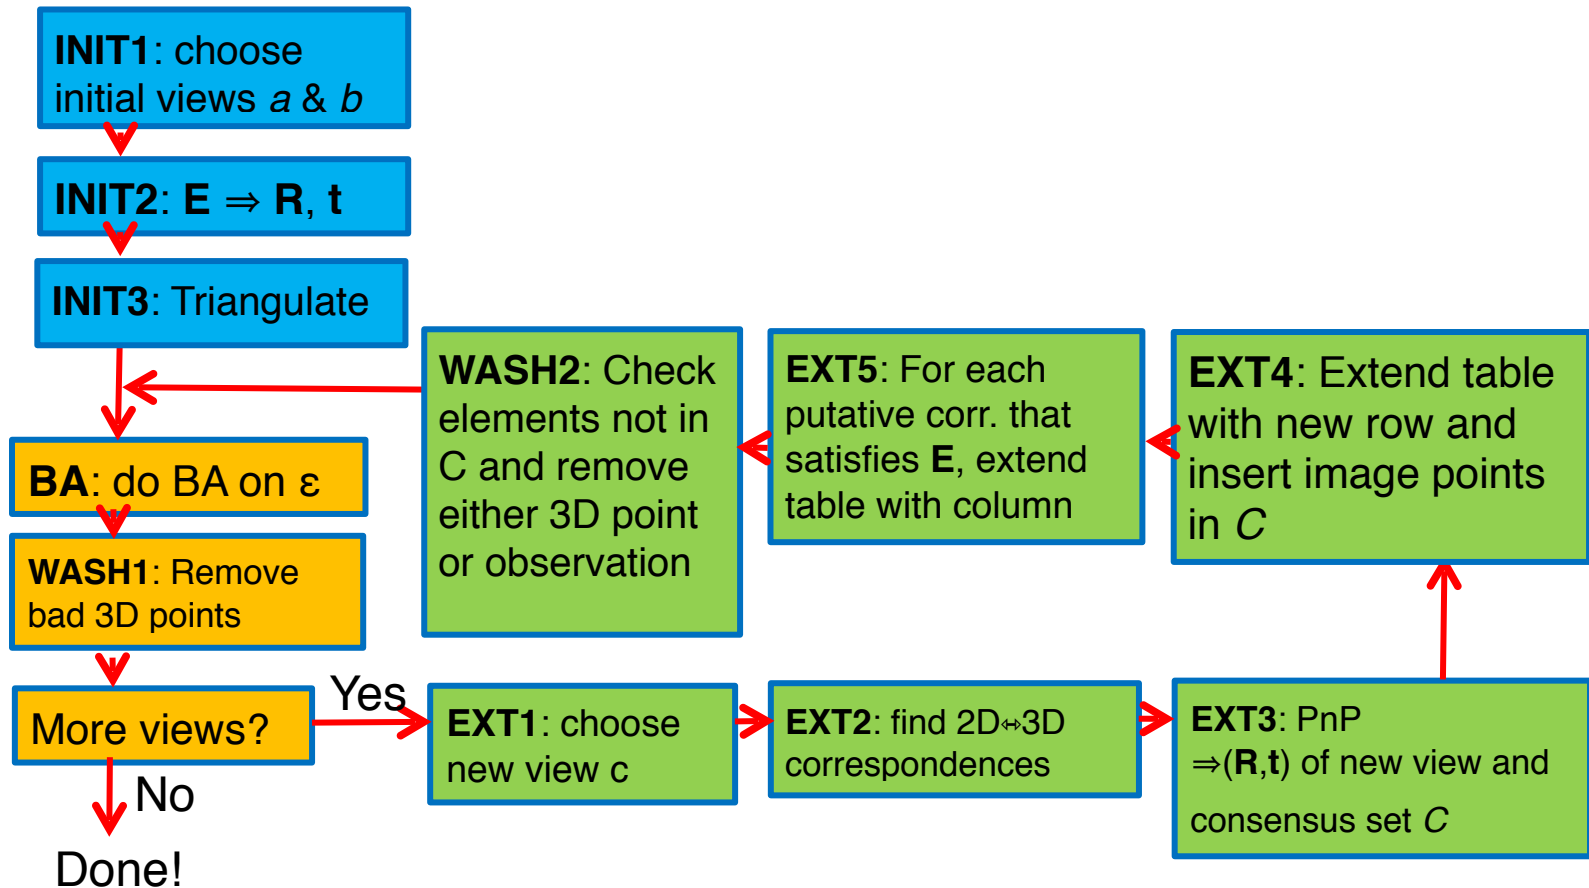 INIT1: choose
initial views a & b
INIT2: E ⇒ R, t
INIT3: Triangulate
BA: do BA on ε
WASH1: Remove
bad 3D points
More views?
Yes
No
Done!
EXT1: choose
new view c
EXT2: find 2D⇔3D
correspondences
EXT3: PnP
⇒(R,t) of new view and
consensus set C
EXT4: Extend table
with new row and
insert image points
in C
EXT5: For each
putative corr. that
satisfies E, extend
table with column
WASH2: Check
elements not in
C and remove
either 3D point
or observation